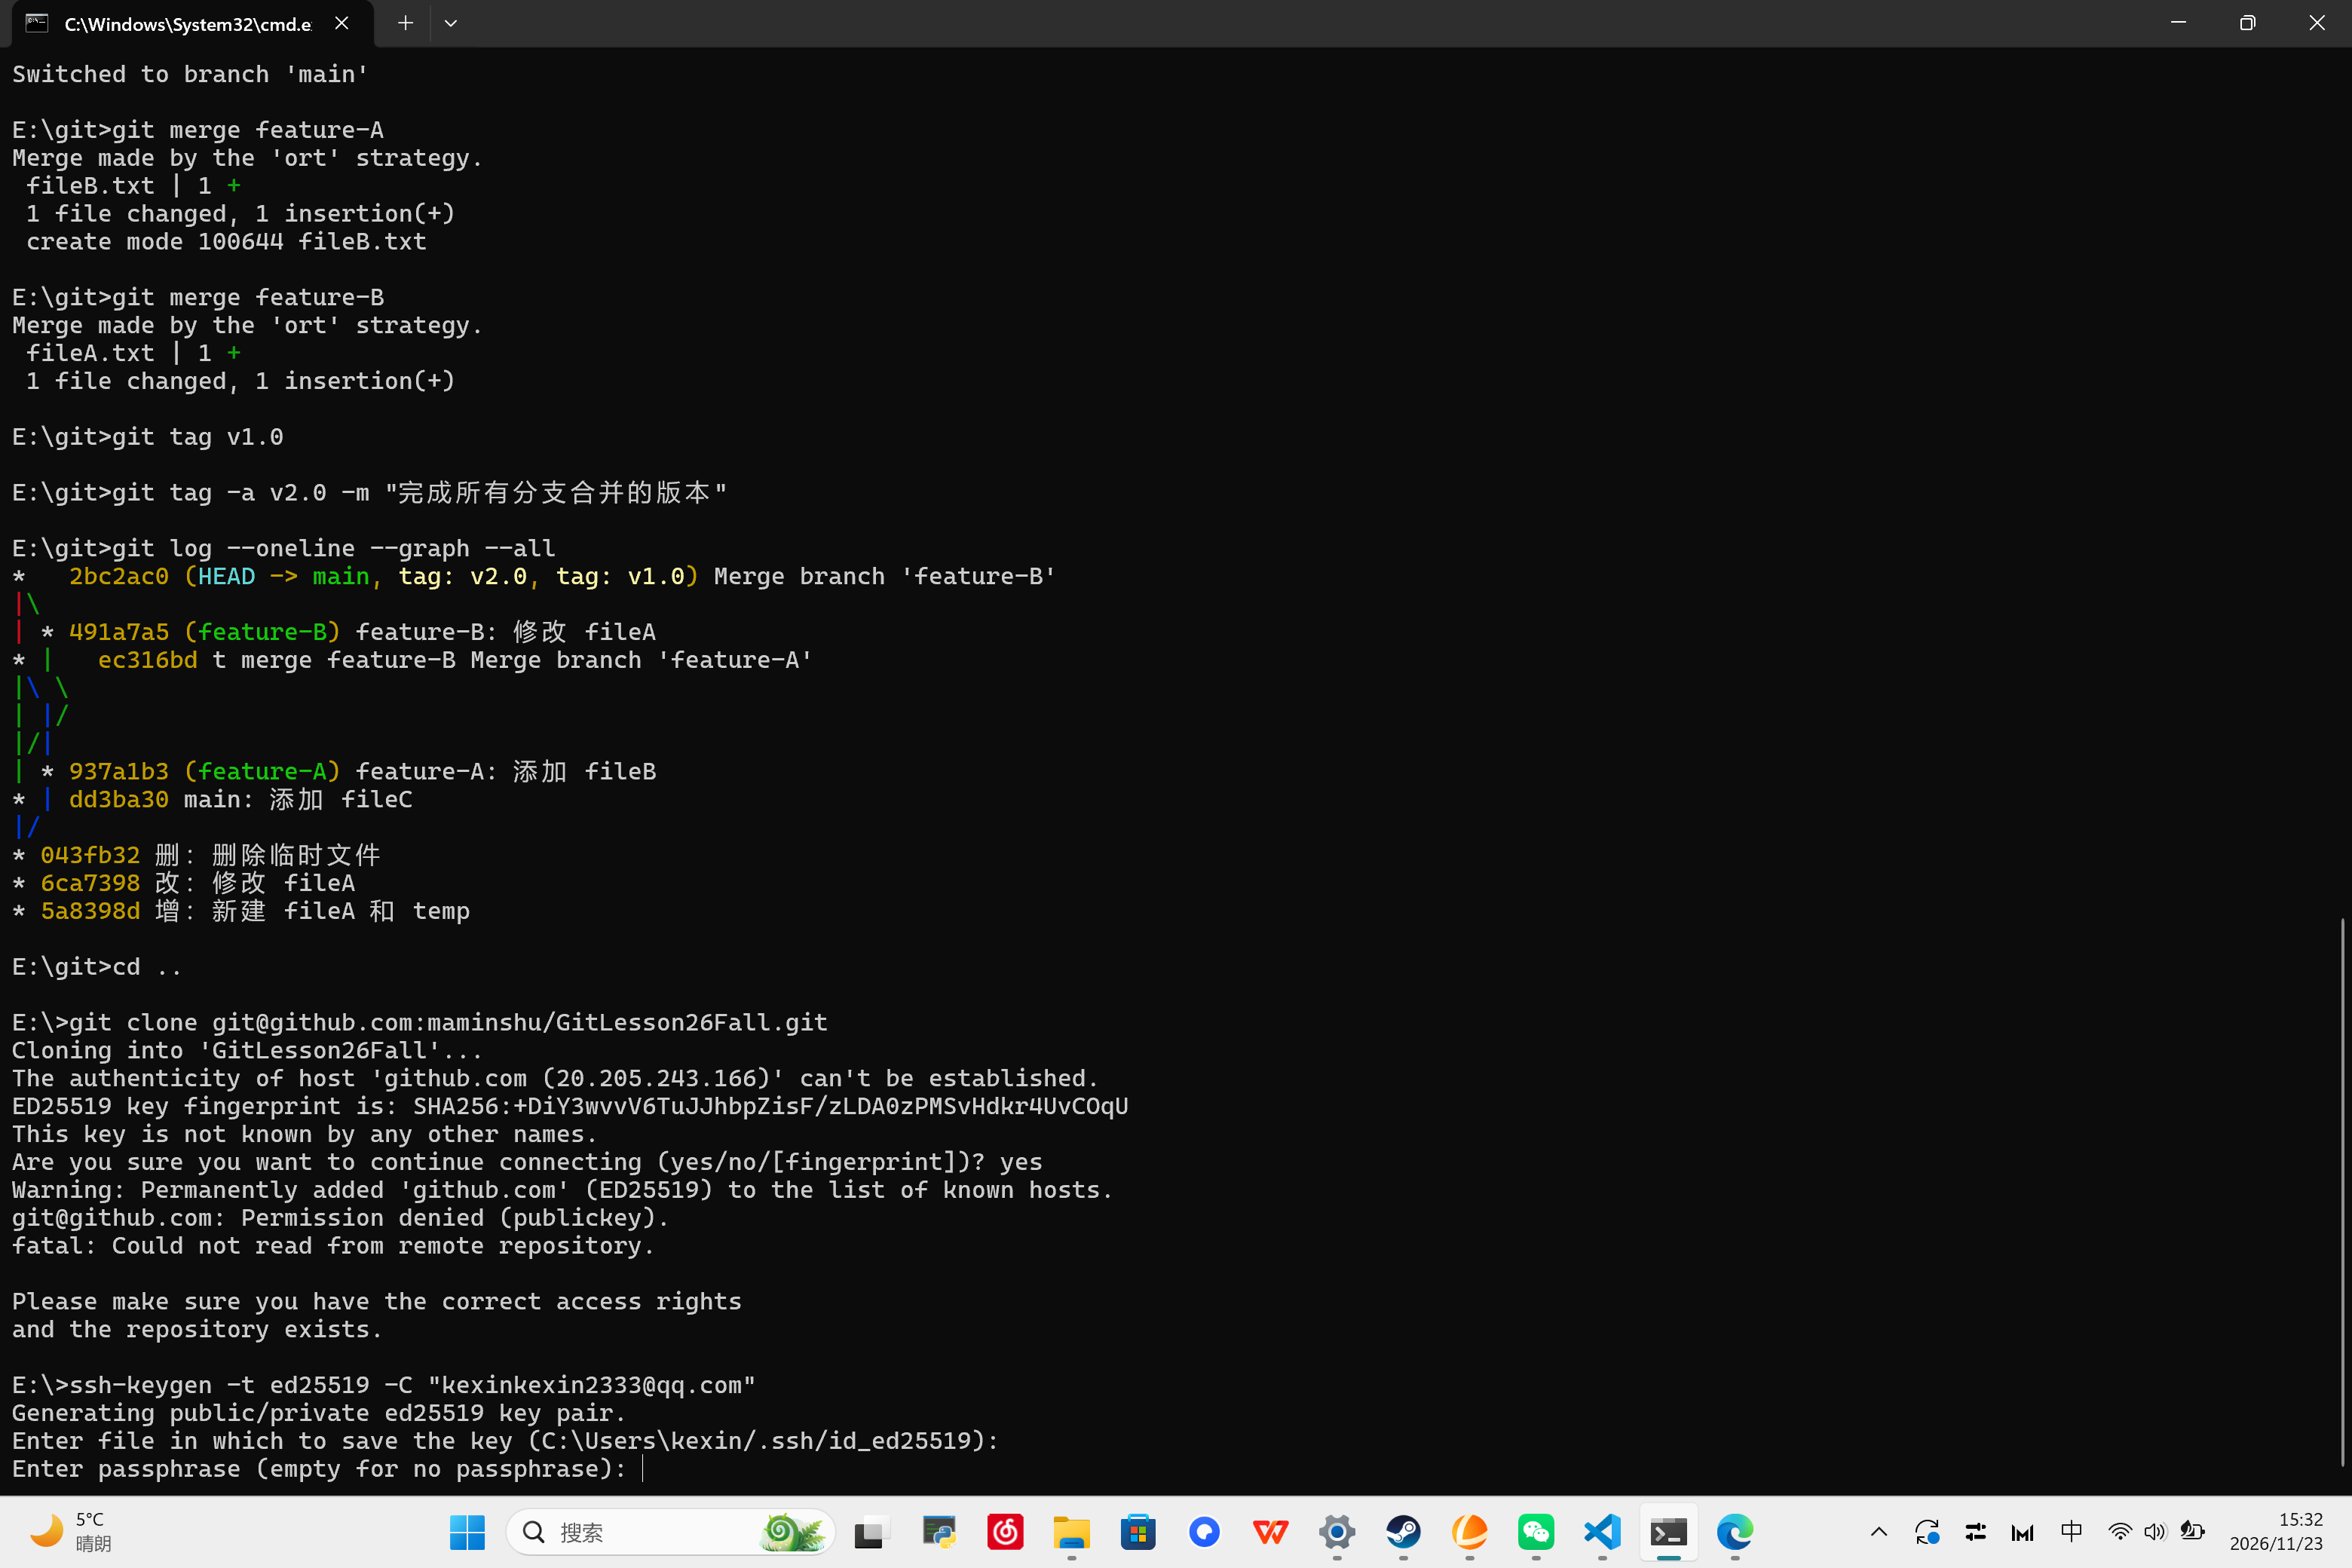 C:\Windows\System32\cmd.e
Switched to branch 'main'
E:\git>git merge feature-A
Merge made by the 'ort' strategy.
 fileB.txt | 1 +
 1 file changed, 1 insertion(+)
 create mode 100644 fileB.txt
E:\git>git merge feature-B
Merge made by the 'ort' strategy.
 fileA.txt | 1 +
 1 file changed, 1 insertion(+)
E:\git>git tag v1.0
E:\git>git tag -a v2.0 -m "完成所有分支合并的版本"
E:\git>git log --oneline --graph --all
*   2bc2ac0 (HEAD -> main, tag: v2.0, tag: v1.0) Merge branch 'feature-B'
|\
| * 491a7a5 (feature-B) feature-B: 修改 fileA
* |   ec316bd t merge feature-B Merge branch 'feature-A'
|\ \
| |/
|/|
| * 937a1b3 (feature-A) feature-A: 添加 fileB
* | dd3ba30 main: 添加 fileC
|/
* 043fb32 删: 删除临时文件
* 6ca7398 改: 修改 fileA
* 5a8398d 增: 新建 fileA 和 temp
E:\git>cd ..
E:\>git clone git@github.com:maminshu/GitLesson26Fall.git
Cloning into 'GitLesson26Fall'...
The authenticity of host 'github.com (20.205.243.166)' can't be established.
ED25519 key fingerprint is: SHA256:+DiY3wvvV6TuJJhbpZisF/zLDA0zPMSvHdkr4UvCOqU
This key is not known by any other names.
Are you sure you want to continue connecting (yes/no/[fingerprint])? yes
Warning: Permanently added 'github.com' (ED25519) to the list of known hosts.
git@github.com: Permission denied (publickey).
fatal: Could not read from remote repository.
Please make sure you have the correct access rights
and the repository exists.
E:\>ssh-keygen -t ed25519 -C "kexinkexin2333@qq.com"
Generating public/private ed25519 key pair.
Enter file in which to save the key (C:\Users\kexin/.ssh/id_ed25519):
Enter passphrase (empty for no passphrase):
5°C
晴朗
搜索
中
15:32
2026/11/23